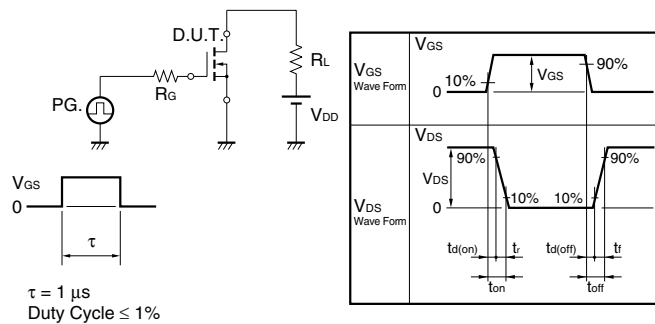 D.U.T.
RL
RG
PG.
VDD
VGS
0
τ
τ = 1 μs
Duty Cycle ≤ 1%
VGS
Wave Form
VGS
10%
VGS
90%
0
VDS
Wave Form
VDS
90%
VDS
10%
10%
90%
0
td(on)
tr
td(off)
tf
ton
toff